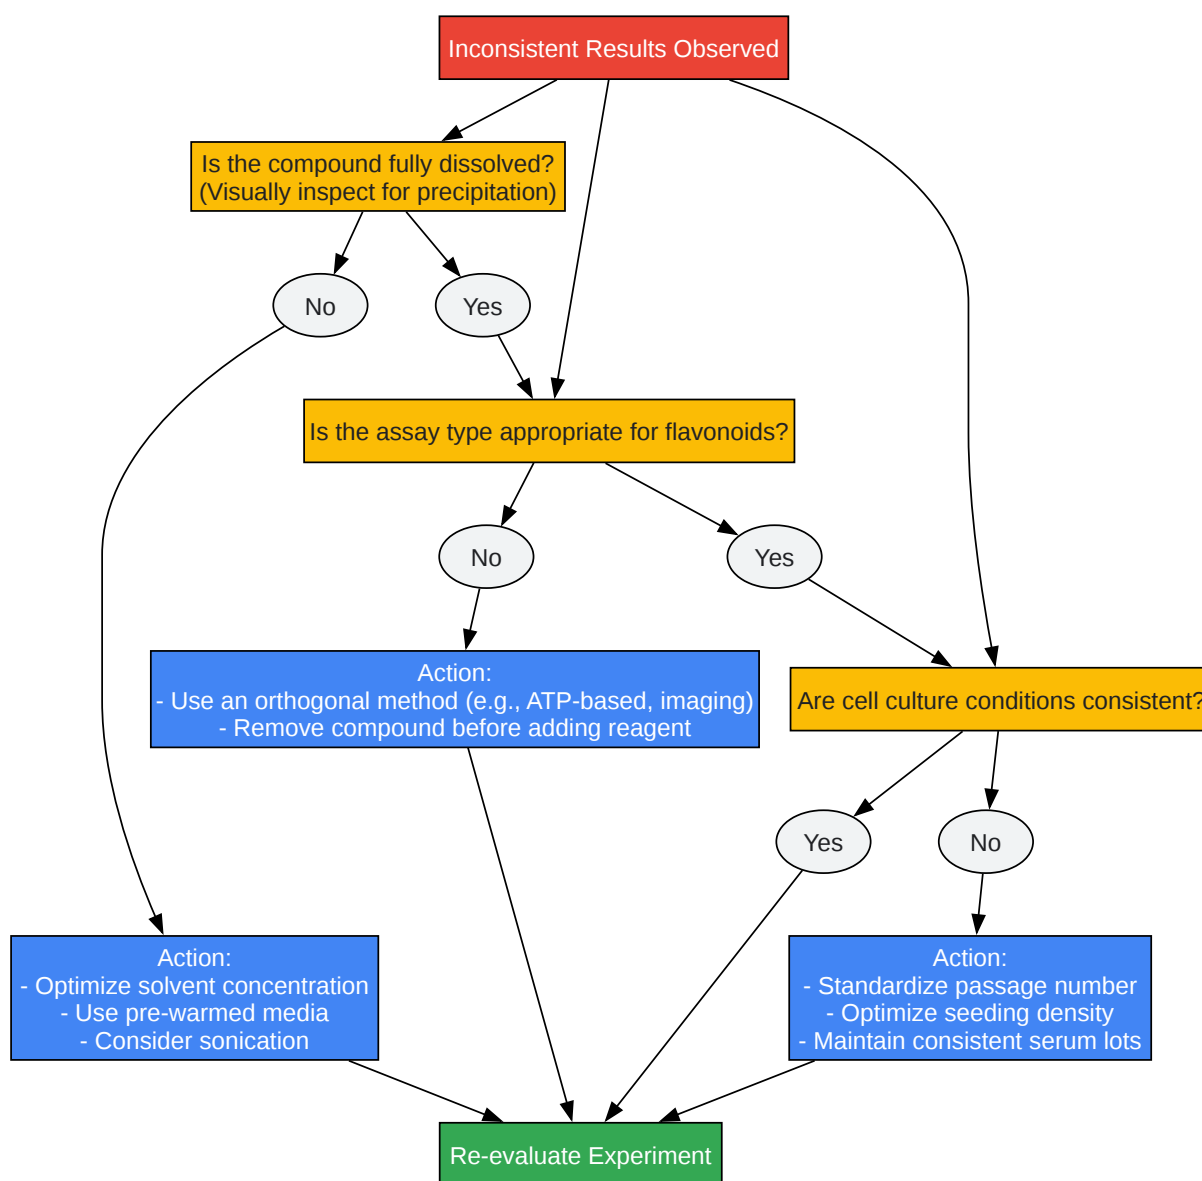 Inconsistent Results Observed
Is the compound fully dissolved?
(Visually inspect for precipitation)
No
Yes
Is the assay type appropriate for flavonoids?
No
Yes
Action:
- Use an orthogonal method (e.g., ATP-based, imaging)
- Remove compound before adding reagent
Are cell culture conditions consistent?
Yes
No
Action:
- Optimize solvent concentration
- Use pre-warmed media
- Consider sonication
Action:
- Standardize passage number
- Optimize seeding density
- Maintain consistent serum lots
Re-evaluate Experiment